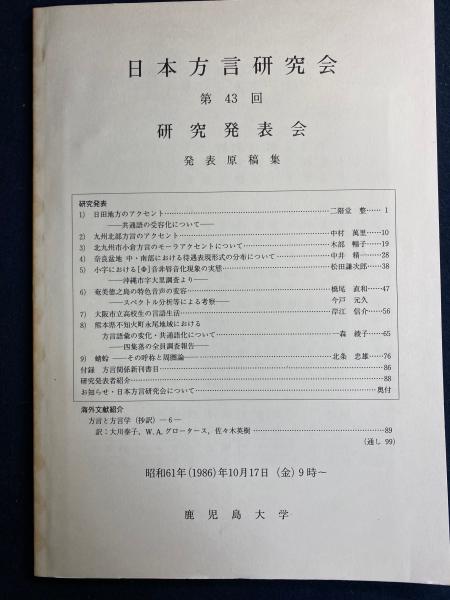 日本方言研究会
第 43 回
研究発表会
発表原稿集
研究発表
1) 日田地方のアクセント……二階堂 整……1
――共通語の受容化について――
2) 九州北部方言のアクセント……中村 萬里……10
3) 北九州市小倉方言のモーラアクセントについて……木部 暢子……19
4) 奈良盆地 中・南部における待遇表現形式の分布について……中井 精一……28
5) 小字における[Φ]音非唇音化現象の実態……松田謙次郎……38
――沖縄市字大里調査より――
6) 奄美徳之島の特色音声の変容……橋尾 直和……47
――スペクトル分析等による考察―― 今戸 元久
7) 大阪市立高校生の言語生活……岸江 信介……56
8) 熊本県不知火町永尾地域における
方言語彙の変化・共通語化について……一森 綾子……65
――四集落の全員調査報告――
9) 蜻蛉 ――その呼称と周圏論――……北条 忠雄……76
付録 方言関係新刊書目……86
研究発表者紹介……88
お知らせ・日本方言研究会について……奥付
海外文献紹介
方言と方言学(抄訳)―6―
訳:大川泰子, W.A.グロータース, 佐々木英樹……89
(通し 99)
昭和61年(1986)年10月17日(金)9時~
鹿児島大学